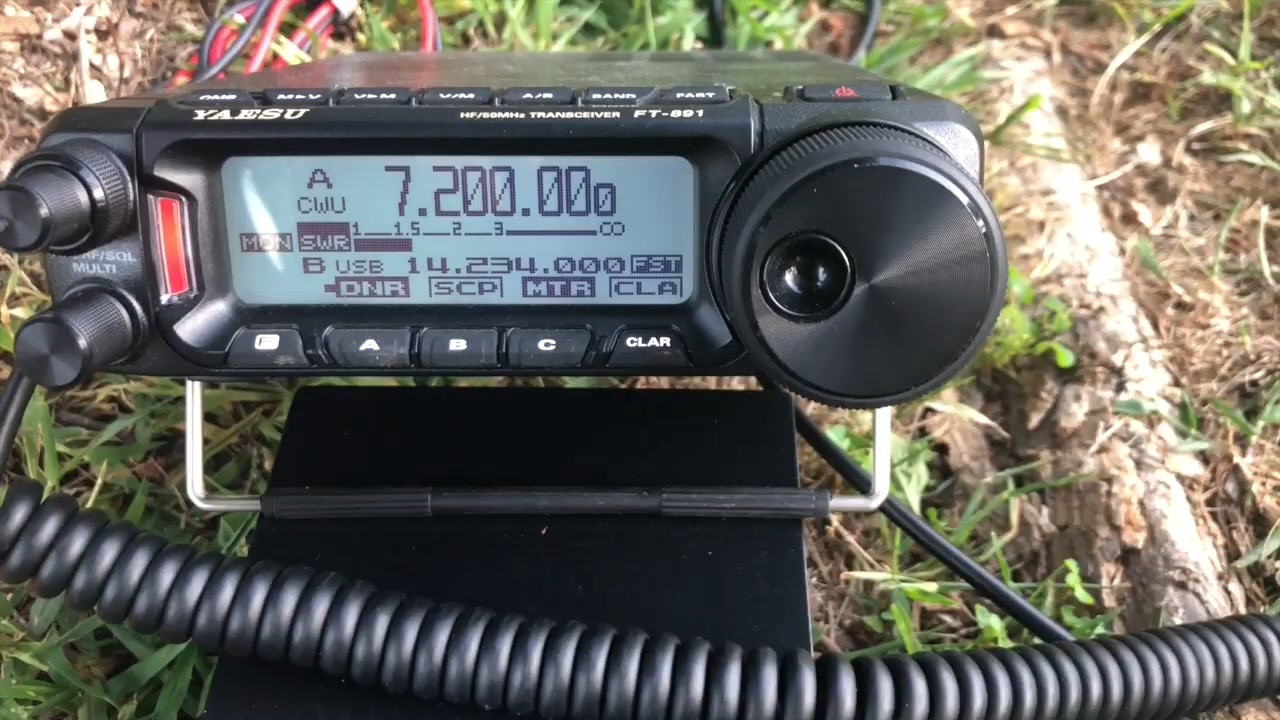 QMB M▶V V▶M V/M A/B BAND FAST
YAESU HF/50MHz TRANSCEIVER FT-891
A 7.200.000
CWU
1 1.5 2 3 ∞
MON SWR
B USB 14.234.000 FST
DNR SCP MTR CLA
RF/SQL
MULTI
F A B C CLAR